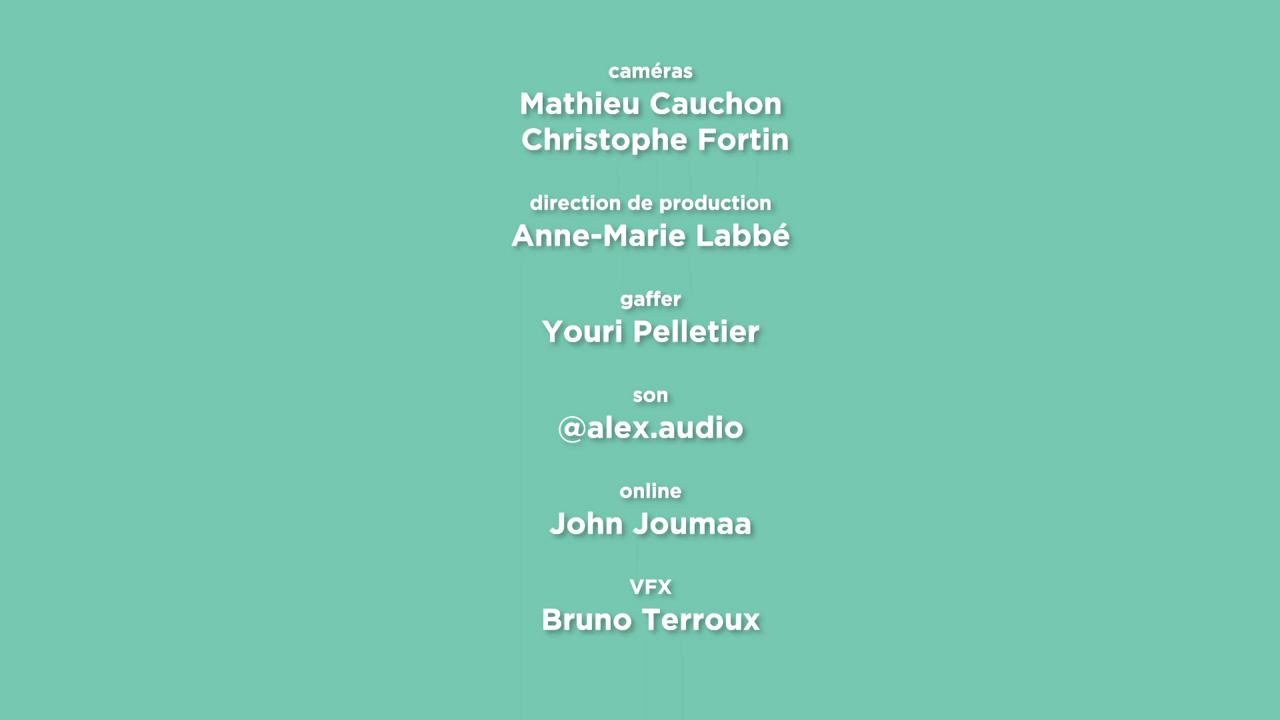 caméras
Mathieu Cauchon
Christophe Fortin
direction de production
Anne-Marie Labbé
gaffer
Youri Pelletier
son
@alex.audio
online
John Joumaa
VFX
Bruno Terroux